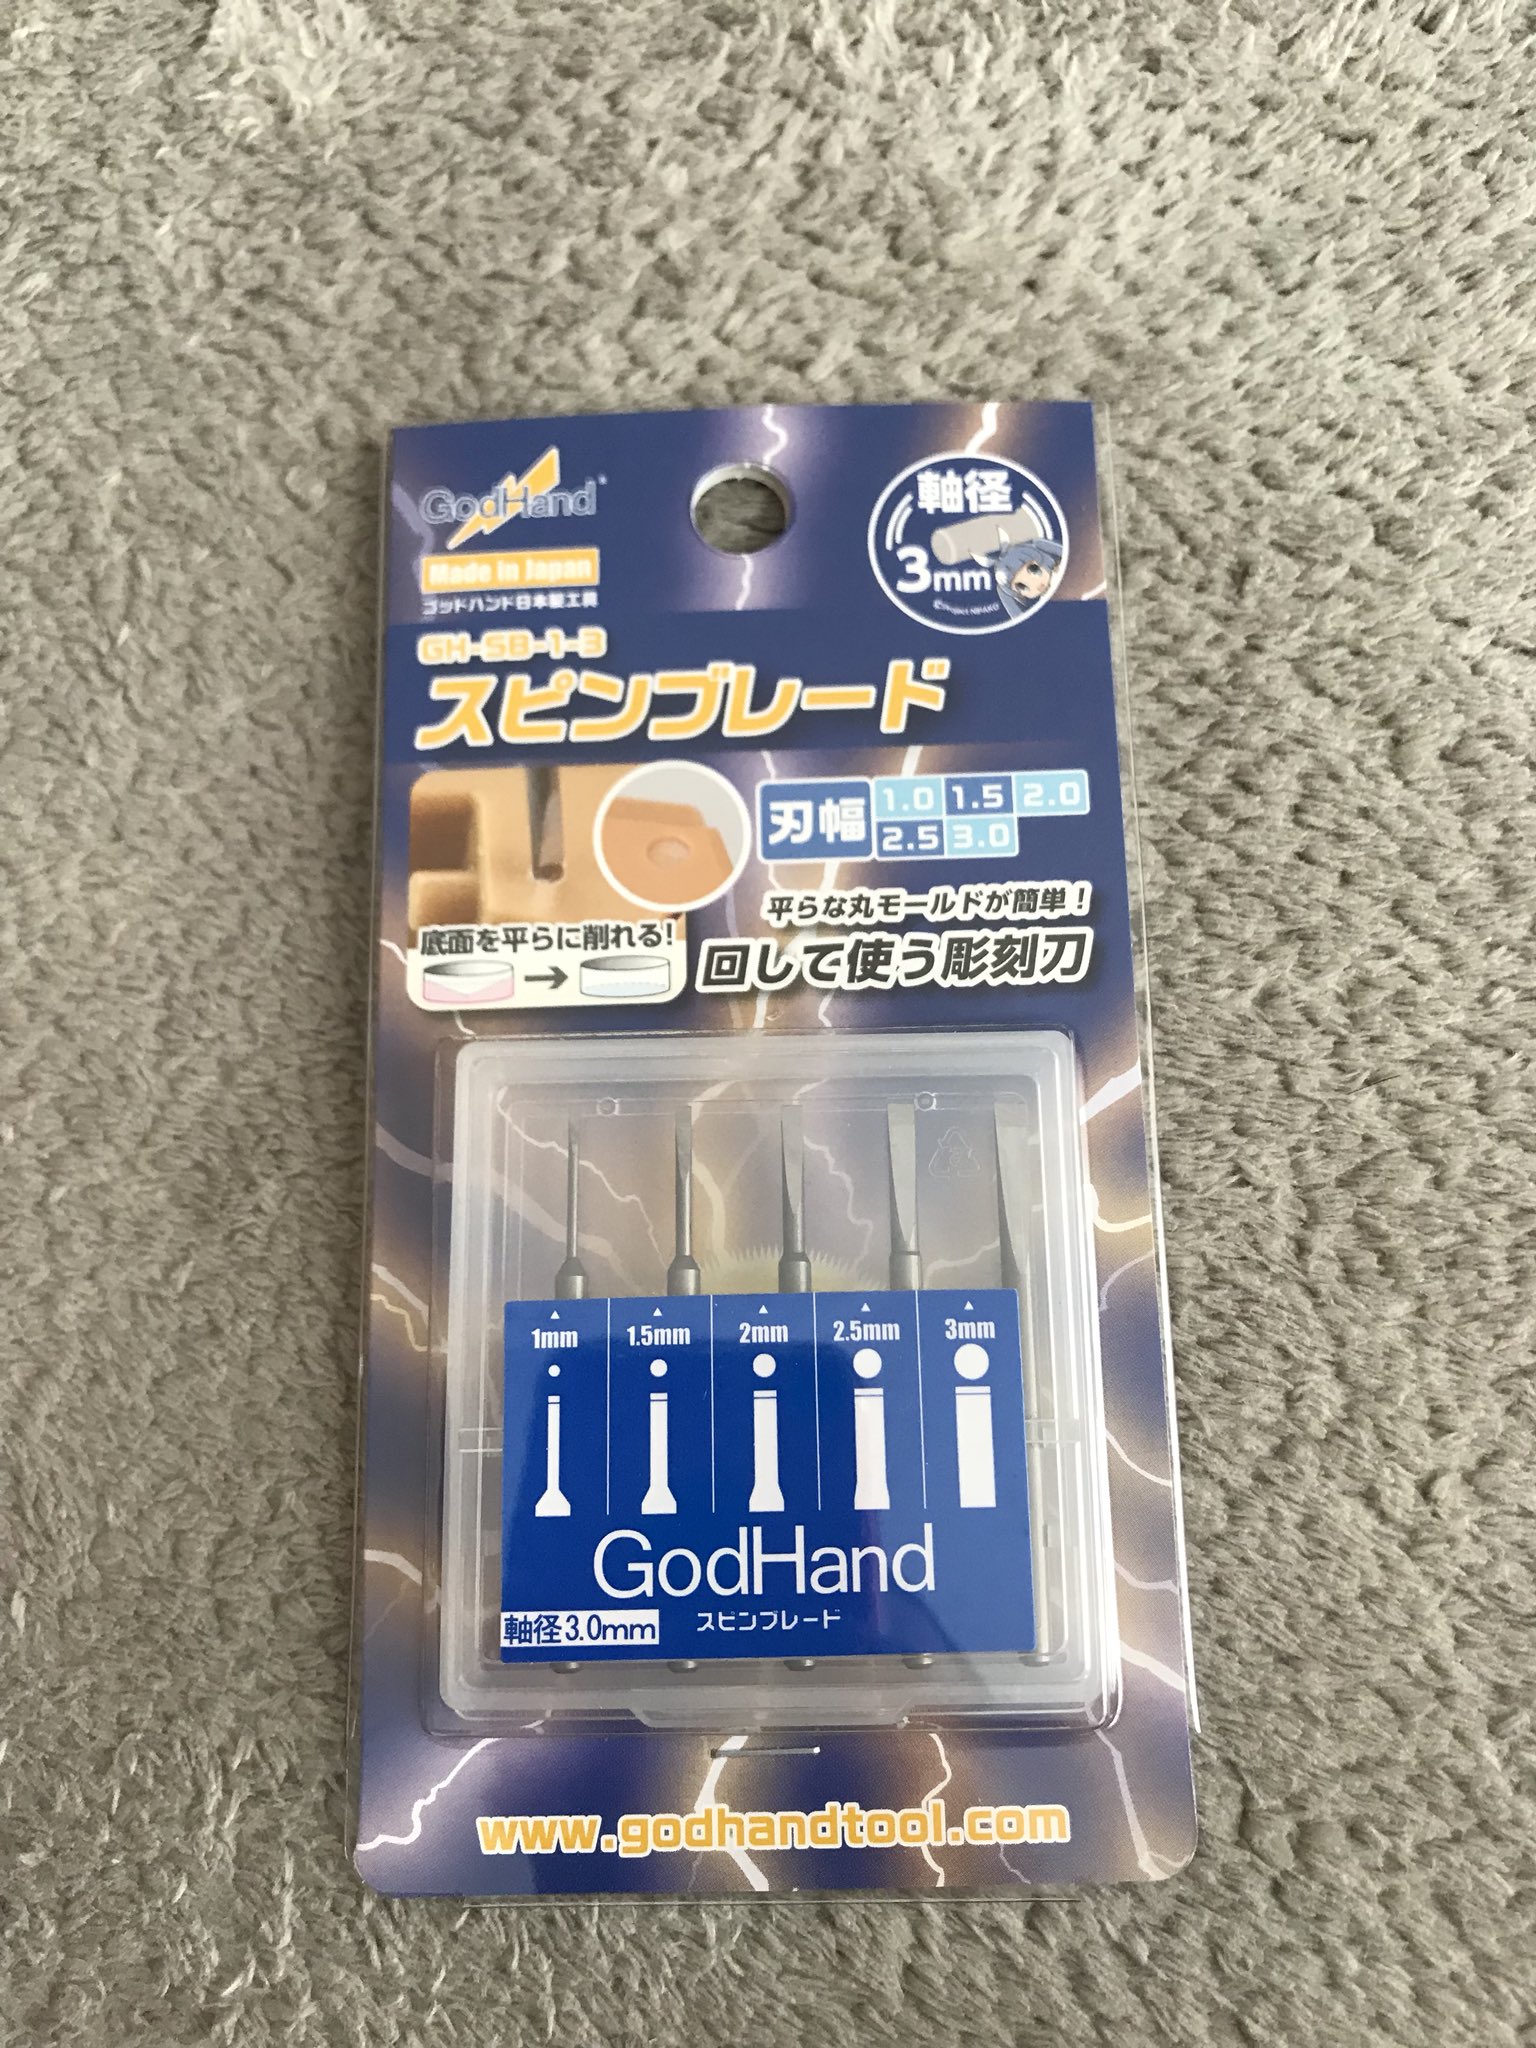 GodHand
Made in Japan
ゴッドハンド日本製工具
軸径
3mm
GH-SB-1-3
スピンブレード
刃幅 1.0 1.5 2.0
2.5 3.0
底面を平らに削れる!
平らな丸モールドが簡単!
回して使う彫刻刀
1mm 1.5mm 2mm 2.5mm 3mm
GodHand
軸径3.0mm スピンブレード
www.godhandtool.com